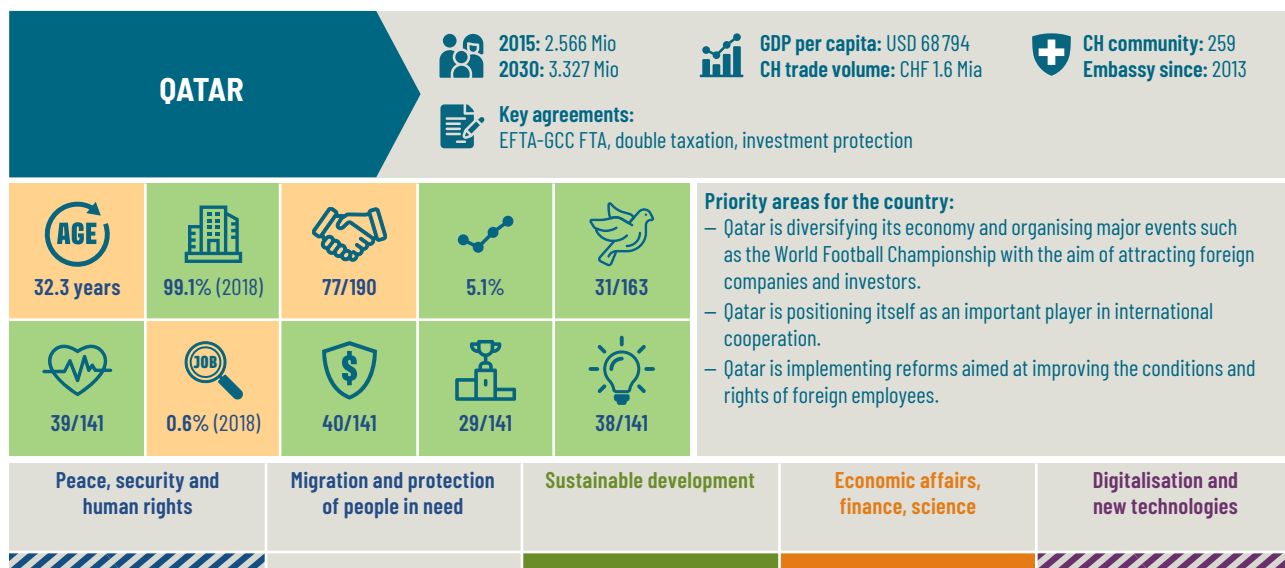 QATAR
2015: 2.566 Mio
2030: 3.327 Mio
GDP per capita: USD 68 794
CH trade volume: CHF 1.6 Mia
CH community: 259
Embassy since: 2013
Key agreements:
EFTA-GCC FTA, double taxation, investment protection
AGE
32.3 years
99.1% (2018)
77/190
5.1%
31/163
39/141
JOB
0.6% (2018)
$
40/141
29/141
38/141
Priority areas for the country:
– Qatar is diversifying its economy and organising major events such
as the World Football Championship with the aim of attracting foreign
companies and investors.
– Qatar is positioning itself as an important player in international
cooperation.
– Qatar is implementing reforms aimed at improving the conditions and
rights of foreign employees.
Peace, security and
human rights
Migration and protection
of people in need
Sustainable development
Economic affairs,
finance, science
Digitalisation and
new technologies